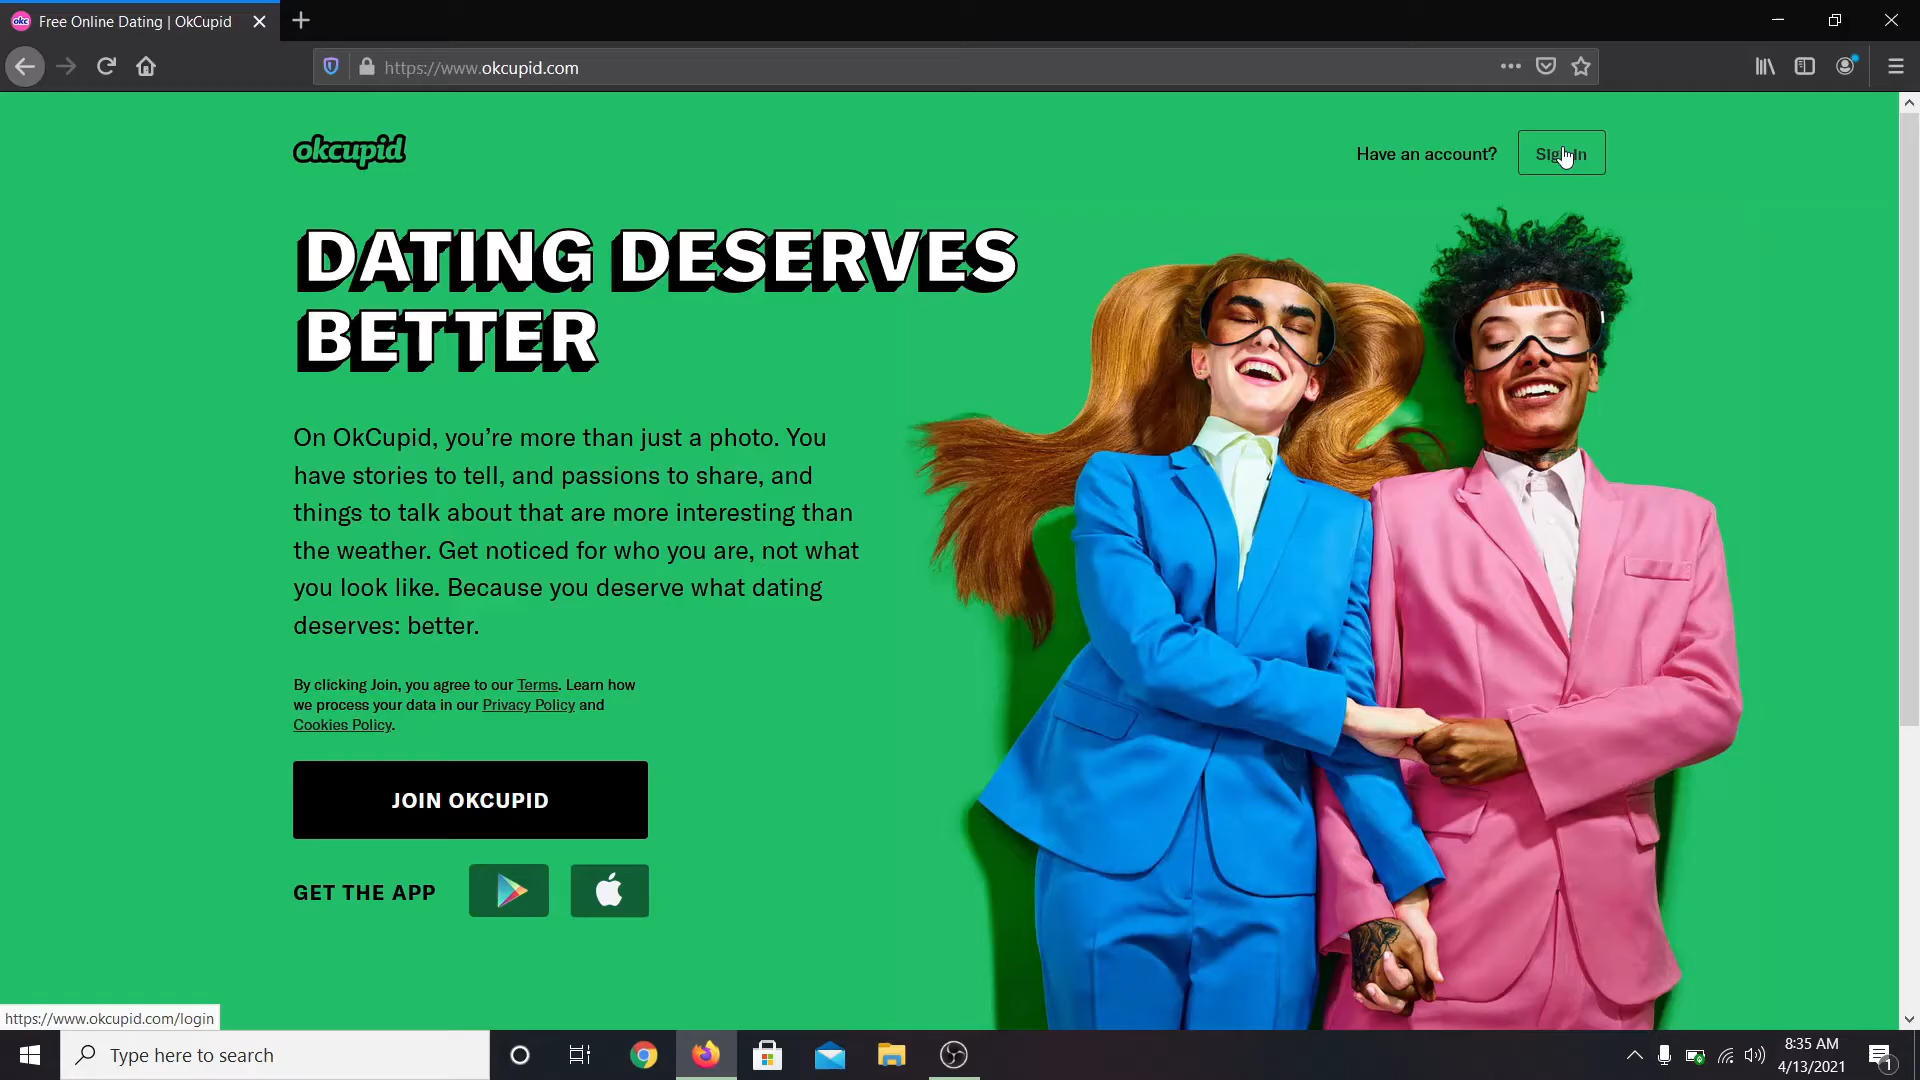 Free Online Dating | OkCupid
https://www.okcupid.com
okcupid
Have an account?
Sign In
DATING DESERVES
BETTER
On OkCupid, you’re more than just a photo. You
have stories to tell, and passions to share, and
things to talk about that are more interesting than
the weather. Get noticed for who you are, not what
you look like. Because you deserve what dating
deserves: better.
By clicking Join, you agree to our Terms. Learn how
we process your data in our Privacy Policy and
Cookies Policy.
JOIN OKCUPID
GET THE APP
https://www.okcupid.com/login
Type here to search
8:35 AM
4/13/2021
1